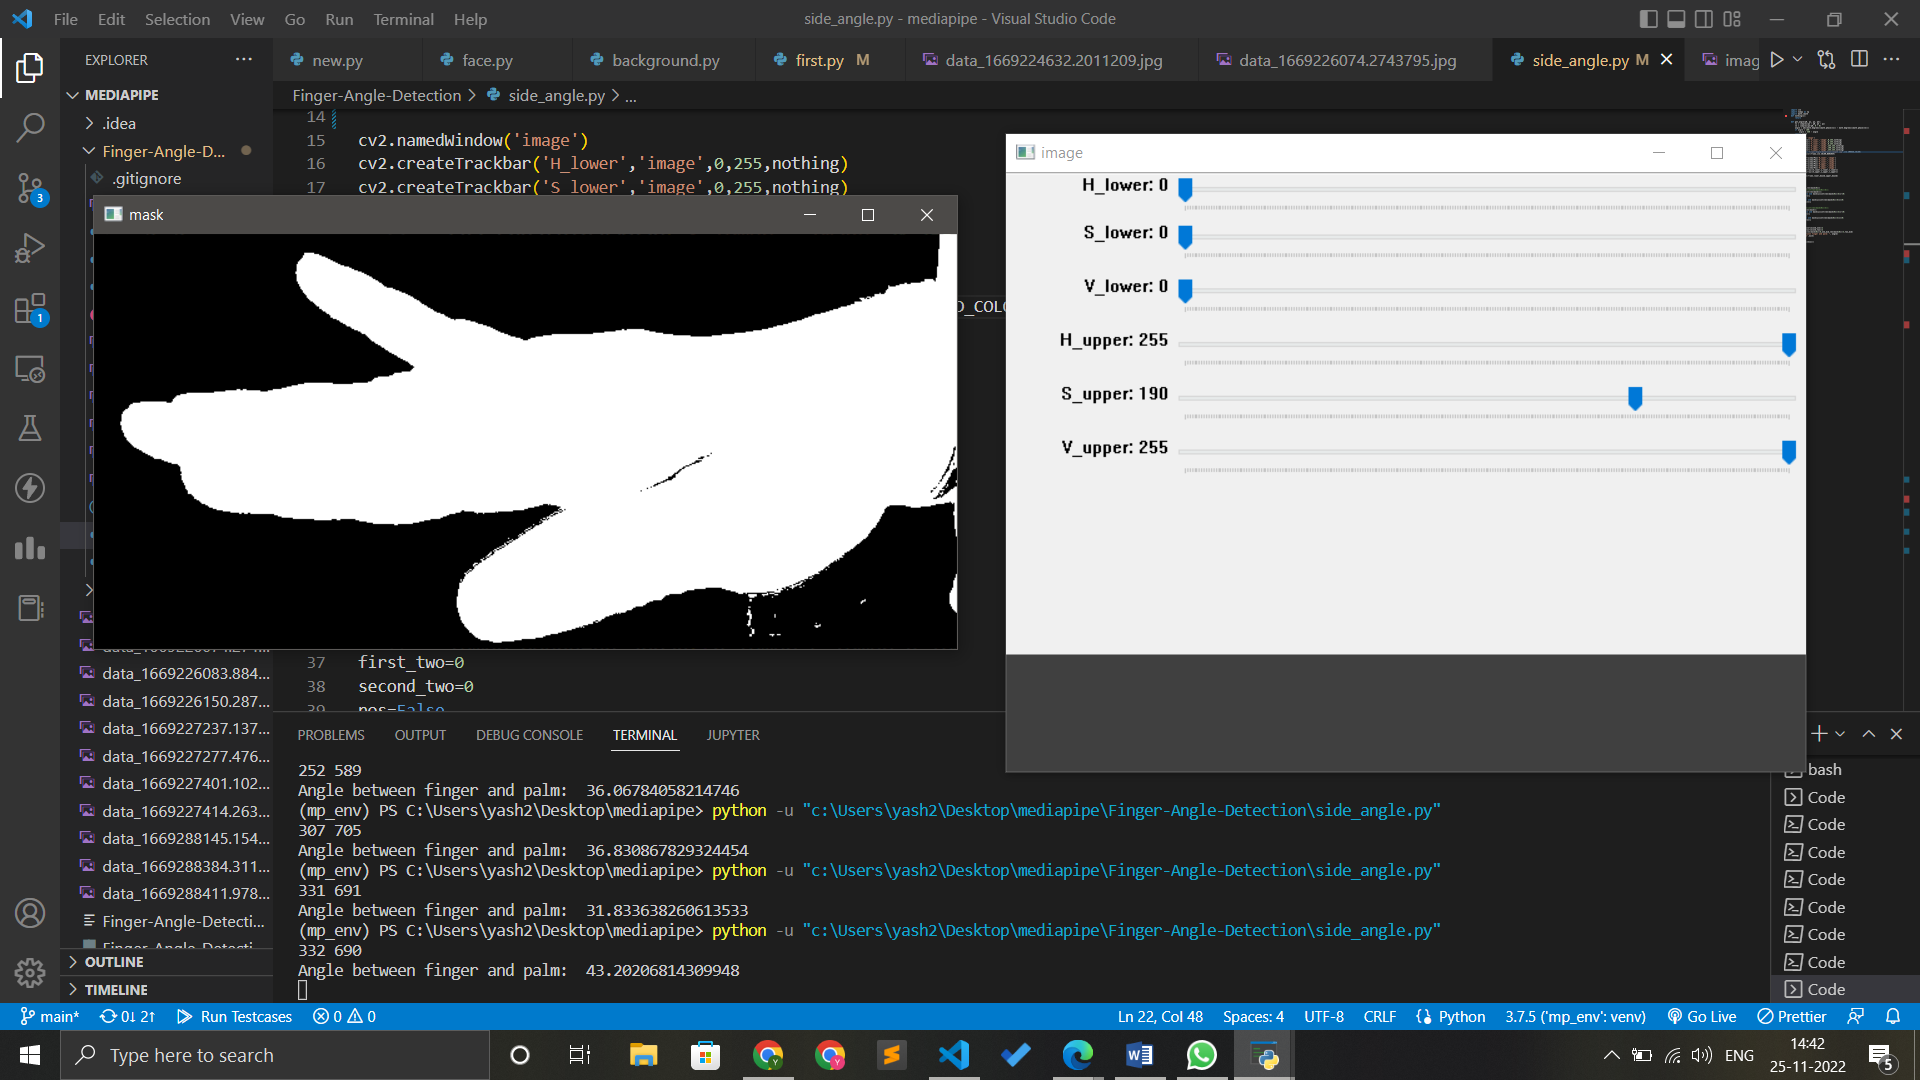 File Edit Selection View Go Run Terminal Help
side_angle.py - mediapipe - Visual Studio Code
EXPLORER
new.py face.py background.py first.py M data_1669224632.2011209.jpg data_1669226074.2743795.jpg side_angle.py M imag
MEDIAPIPE
Finger-Angle-Detection > side_angle.py > ...
.idea
Finger-Angle-D...
.gitignore
3
1
14
15 cv2.namedWindow('image')
16 cv2.createTrackbar('H_lower','image',0,255,nothing)
17 cv2.createTrackbar('S_lower','image',0,255,nothing)
mask
D_COLO
image
H_lower: 0
S_lower: 0
V_lower: 0
H_upper: 255
S_upper: 190
V_upper: 255
37 first_two=0
38 second_two=0
39 pos=False
data_1669226083.884...
data_1669226150.287...
data_1669227237.137...
data_1669227277.476...
data_1669227401.102...
data_1669227414.263...
data_1669288145.154...
data_1669288384.311...
data_1669288411.978...
Finger-Angle-Detecti...
Finger-Angle-Detecti
OUTLINE
TIMELINE
PROBLEMS OUTPUT DEBUG CONSOLE TERMINAL JUPYTER
252 589
Angle between finger and palm:  36.06784058214746
(mp_env) PS C:\Users\yash2\Desktop\mediapipe> python -u "c:\Users\yash2\Desktop\mediapipe\Finger-Angle-Detection\side_angle.py"
307 705
Angle between finger and palm:  36.830867829324454
(mp_env) PS C:\Users\yash2\Desktop\mediapipe> python -u "c:\Users\yash2\Desktop\mediapipe\Finger-Angle-Detection\side_angle.py"
331 691
Angle between finger and palm:  31.833638260613533
(mp_env) PS C:\Users\yash2\Desktop\mediapipe> python -u "c:\Users\yash2\Desktop\mediapipe\Finger-Angle-Detection\side_angle.py"
332 690
Angle between finger and palm:  43.20206814309948
bash
Code
Code
Code
Code
Code
Code
Code
Code
main* 0↓ 2↑ Run Testcases 0 0
Ln 22, Col 48 Spaces: 4 UTF-8 CRLF Python 3.7.5 ('mp_env': venv) Go Live Prettier
Type here to search
ENG
14:42
25-11-2022
5